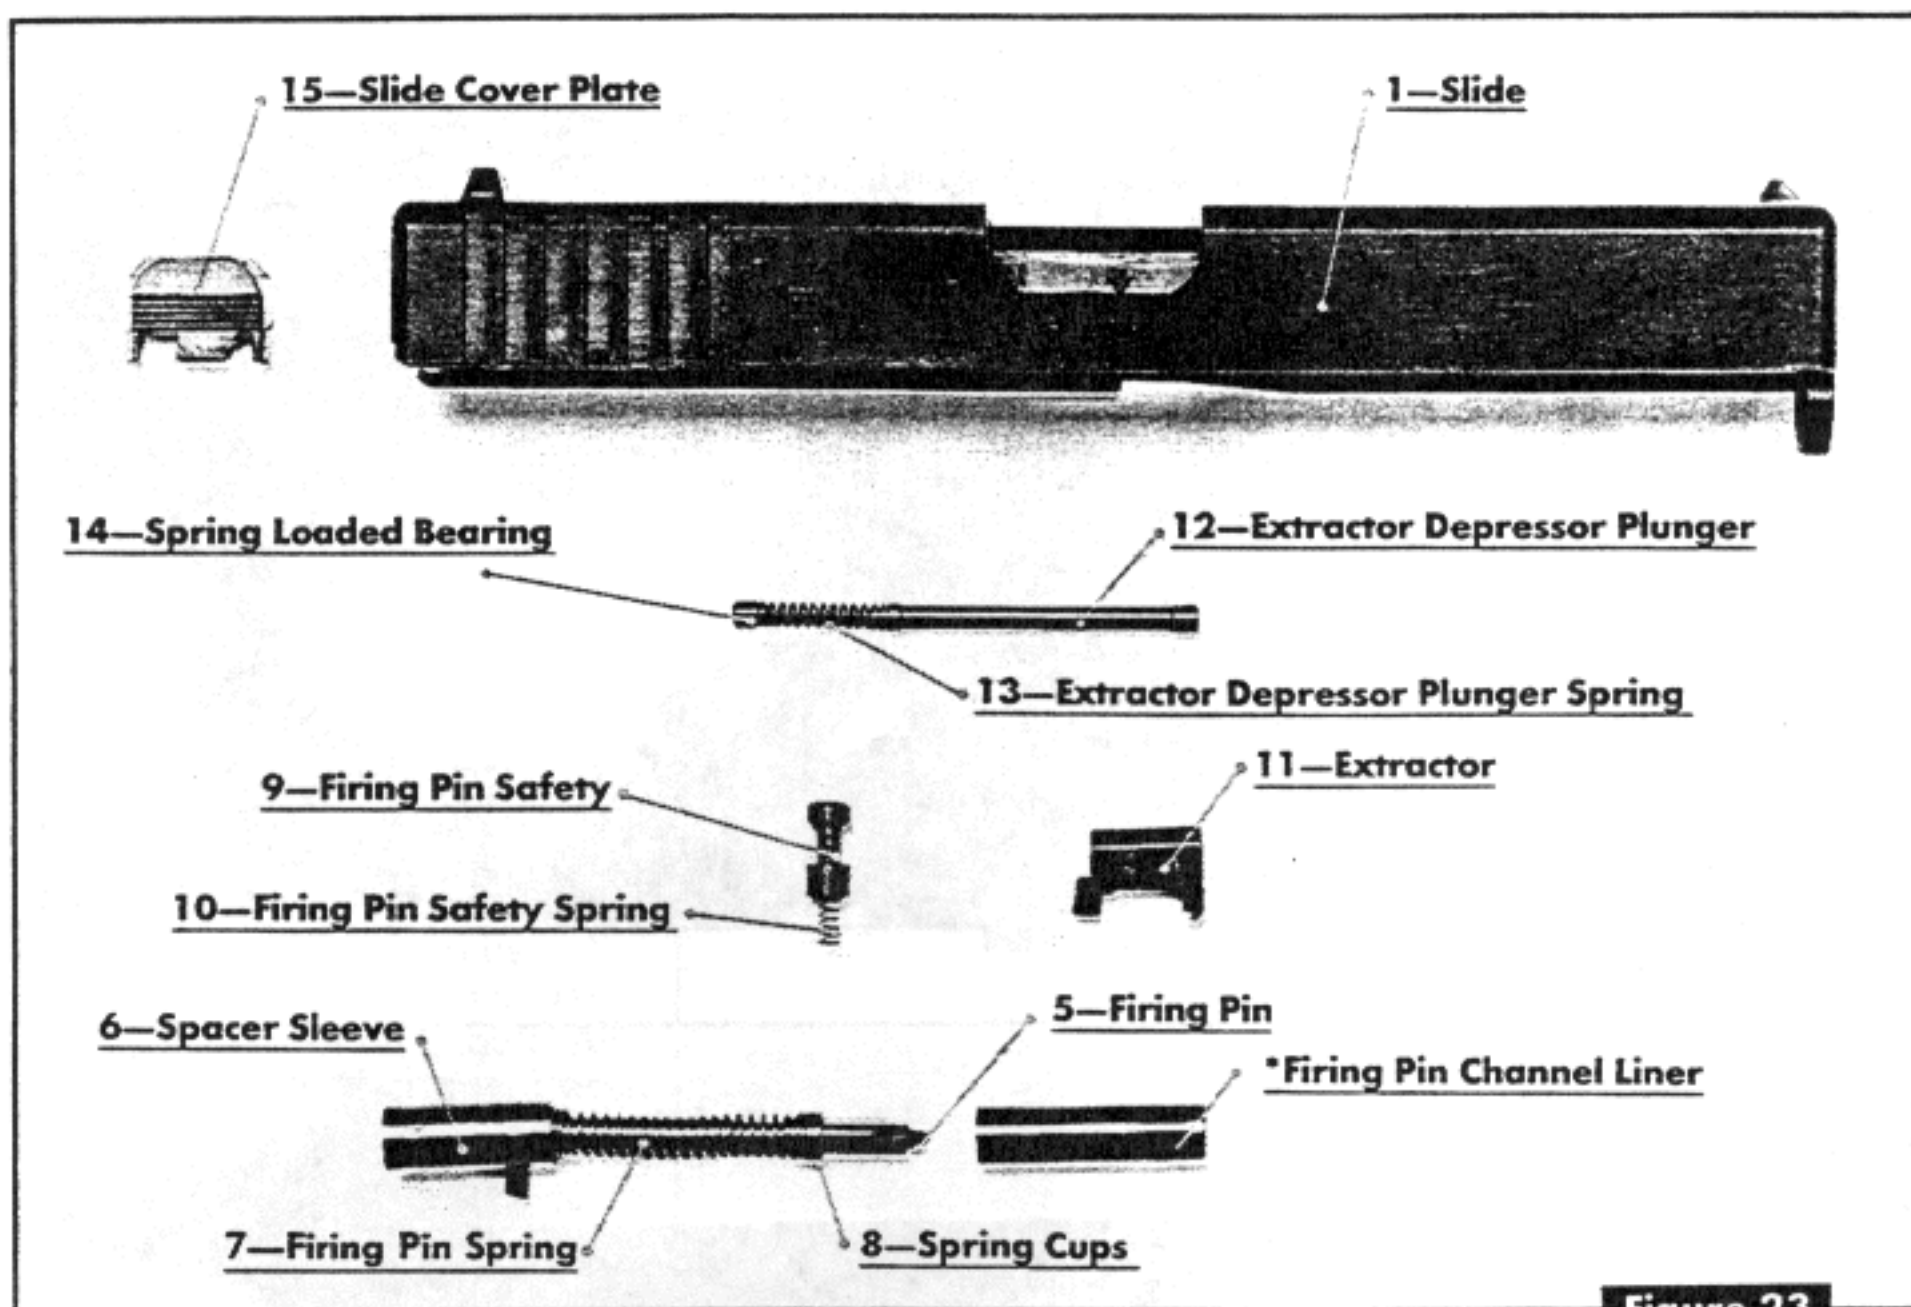 15—Slide Cover Plate
1—Slide
14—Spring Loaded Bearing
12—Extractor Depressor Plunger
13—Extractor Depressor Plunger Spring
9—Firing Pin Safety
11—Extractor
10—Firing Pin Safety Spring
6—Spacer Sleeve
5—Firing Pin
*Firing Pin Channel Liner
7—Firing Pin Spring
8—Spring Cups
Figure 23